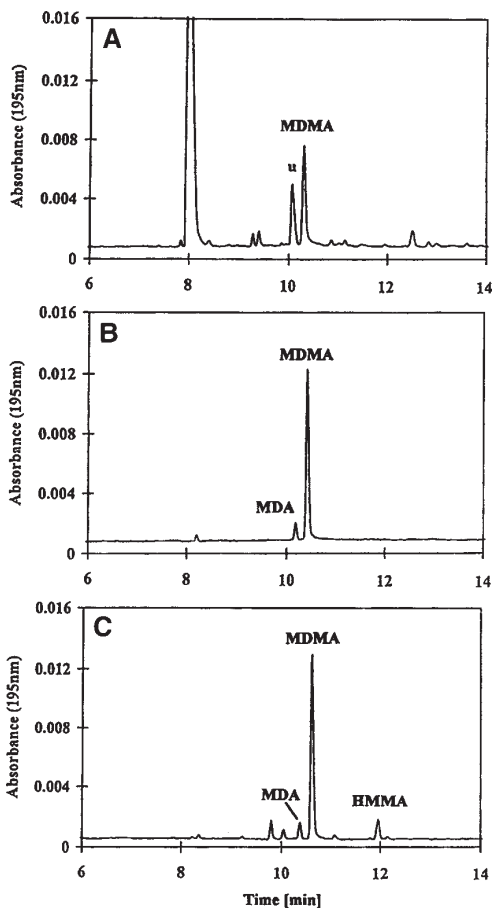 A
0.016
0.012
0.008
0.004
0
Absorbance (195nm)
MDMA
u
6 8 10 12 14
B
0.016
0.012
0.008
0.004
0
Absorbance (195nm)
MDMA
MDA
6 8 10 12 14
C
0.016
0.012
0.008
0.004
0
Absorbance (195nm)
MDMA
MDA
HMMA
6 8 10 12 14
Time [min]